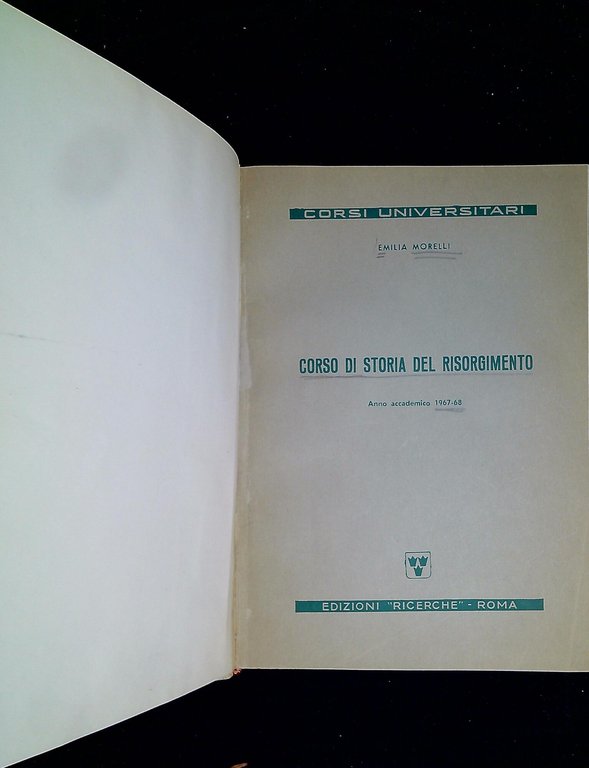 CORSI UNIVERSITARI
EMILIA MORELLI
CORSO DI STORIA DEL RISORGIMENTO
Anno accademico 1967-68
EDIZIONI "RICERCHE" - ROMA